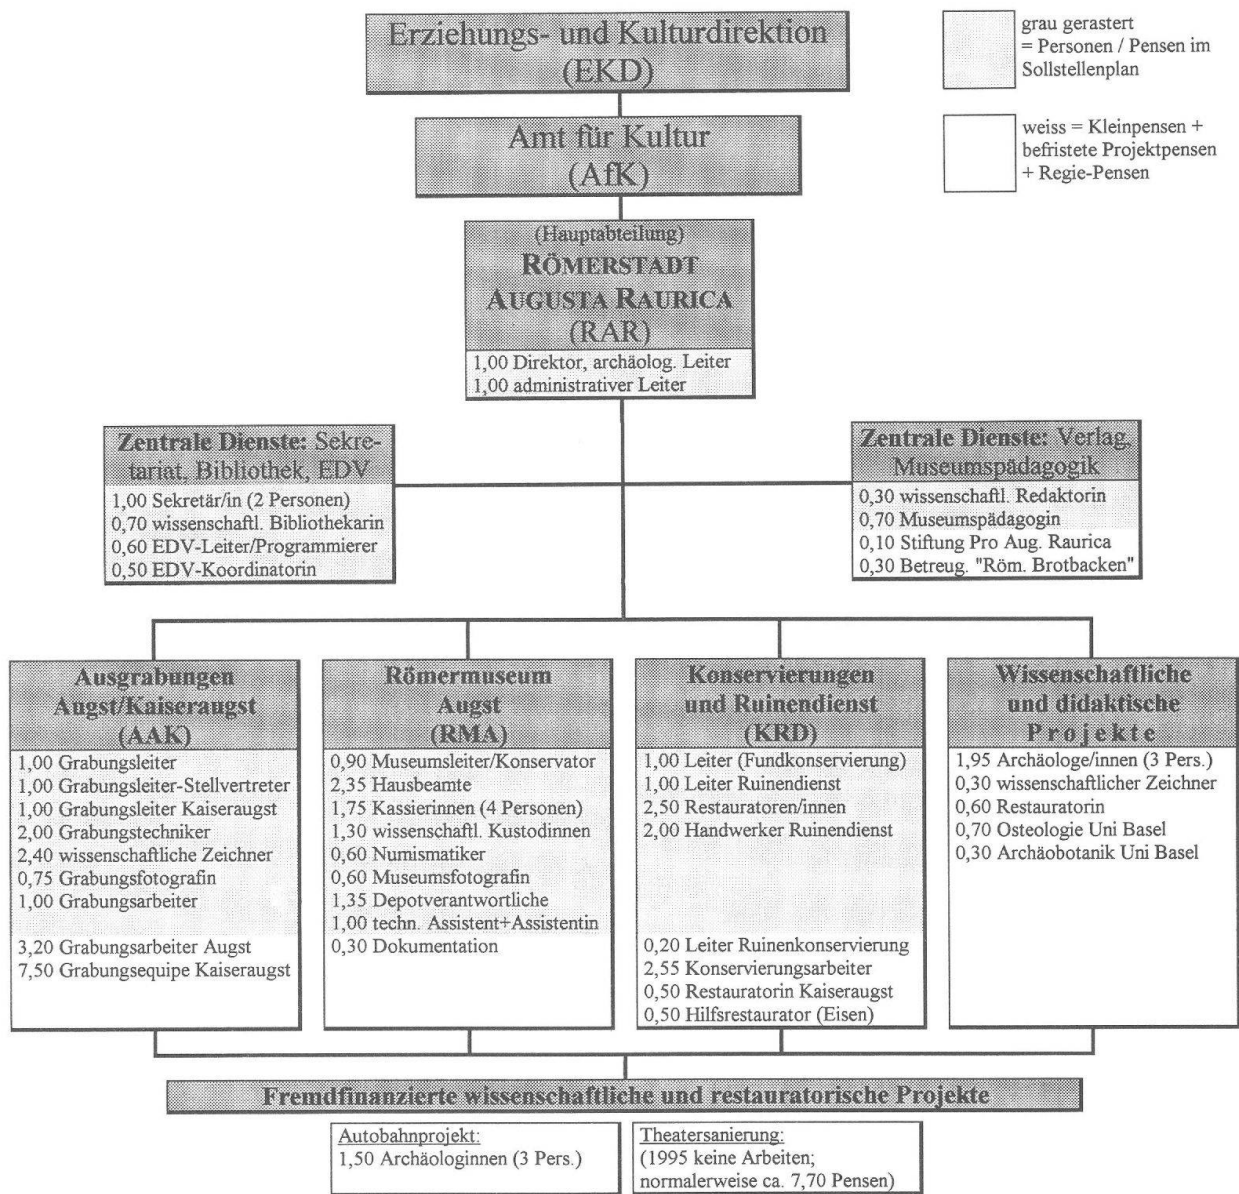 Erziehungs- und Kulturdirektion
(EKD)
grau gerastert
= Personen / Pensen im
Sollstellenplan
weiss = Kleinpensen +
befristete Projektpensen
+ Regie-Pensen
Amt für Kultur
(AfK)
(Hauptabteilung)
RÖMERSTADT
AUGUSTA RAURICA
(RAR)
1,00 Direktor, archäolog. Leiter
1,00 administrativer Leiter
Zentrale Dienste: Sekre-
tariat, Bibliothek, EDV
1,00 Sekretär/in (2 Personen)
0,70 wissenschaftl. Bibliothekarin
0,60 EDV-Leiter/Programmierer
0,50 EDV-Koordinatorin
Zentrale Dienste: Verlag,
Museumspädagogik
0,30 wissenschaftl. Redaktorin
0,70 Museumspädagogin
0,10 Stiftung Pro Aug. Raurica
0,30 Betreug. "Röm. Brotbacken"
Ausgrabungen
Augst/Kaiseraugst
(AAK)
1,00 Grabungsleiter
1,00 Grabungsleiter-Stellvertreter
1,00 Grabungsleiter Kaiseraugst
2,00 Grabungstechniker
2,40 wissenschaftliche Zeichner
0,75 Grabungsfotografin
1,00 Grabungsarbeiter
3,20 Grabungsarbeiter Augst
7,50 Grabungsequipe Kaiseraugst
Römermuseum
Augst
(RMA)
0,90 Museumsleiter/Konservator
2,35 Hausbeamte
1,75 Kassierinnen (4 Personen)
1,30 wissenschaftl. Kustodinnen
0,60 Numismatiker
0,60 Museumsfotografin
1,35 Depotverantwortliche
1,00 techn. Assistent+Assistentin
0,30 Dokumentation
Konservierungen
und Ruinendienst
(KRD)
1,00 Leiter (Fundkonservierung)
1,00 Leiter Ruinendienst
2,50 Restauratoren/innen
2,00 Handwerker Ruinendienst
0,20 Leiter Ruinenkonservierung
2,55 Konservierungsarbeiter
0,50 Restauratorin Kaiseraugst
0,50 Hilfsrestaurator (Eisen)
Wissenschaftliche
und didaktische
Projekte
1,95 Archäologe/innen (3 Pers.)
0,30 wissenschaftlicher Zeichner
0,60 Restauratorin
0,70 Osteologie Uni Basel
0,30 Archäobotanik Uni Basel
Fremdfinanzierte wissenschaftliche und restauratorische Projekte
Autobahnprojekt:
1,50 Archäologinnen (3 Pers.)
Theatersanierung:
(1995 keine Arbeiten;
normalerweise ca. 7,70 Pensen)